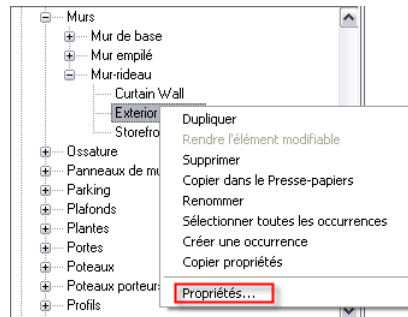 Murs
Mur de base
Mur empilé
Mur-rideau
Curtain Wall
Exterior
Storefro
Ossature
Panneaux de mu
Parking
Plafonds
Plantes
Portes
Poteaux
Poteaux porteur
Profils
Dupliquer
Rendre l'élément modifiable
Supprimer
Copier dans le Presse-papiers
Renommer
Sélectionner toutes les occurrences
Créer une occurrence
Copier propriétés
Propriétés...